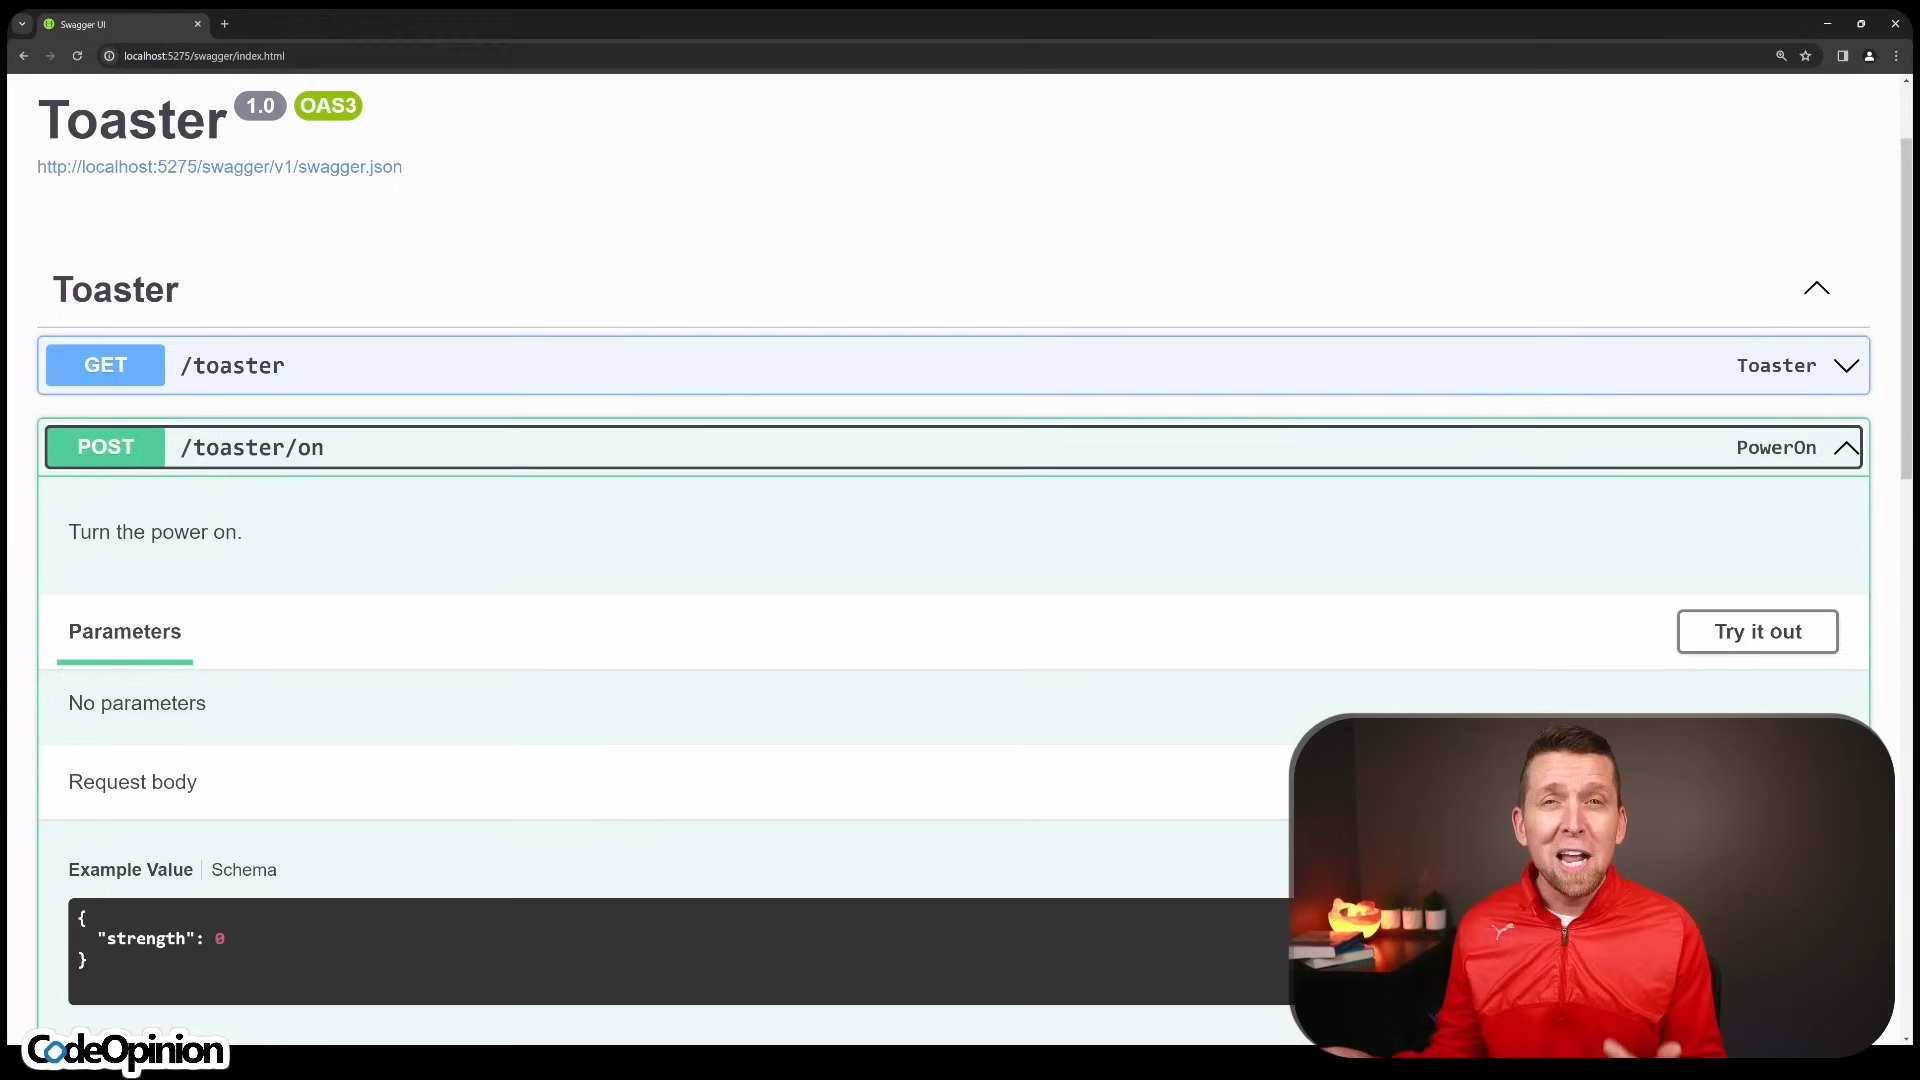 Swagger UI
localhost:5275/swagger/index.html
Toaster 1.0 OAS3
http://localhost:5275/swagger/v1/swagger.json
Toaster
GET /toaster Toaster
POST /toaster/on PowerOn
Turn the power on.
Parameters
Try it out
No parameters
Request body
Example Value Schema
{
"strength": 0
}
CodeOpinion